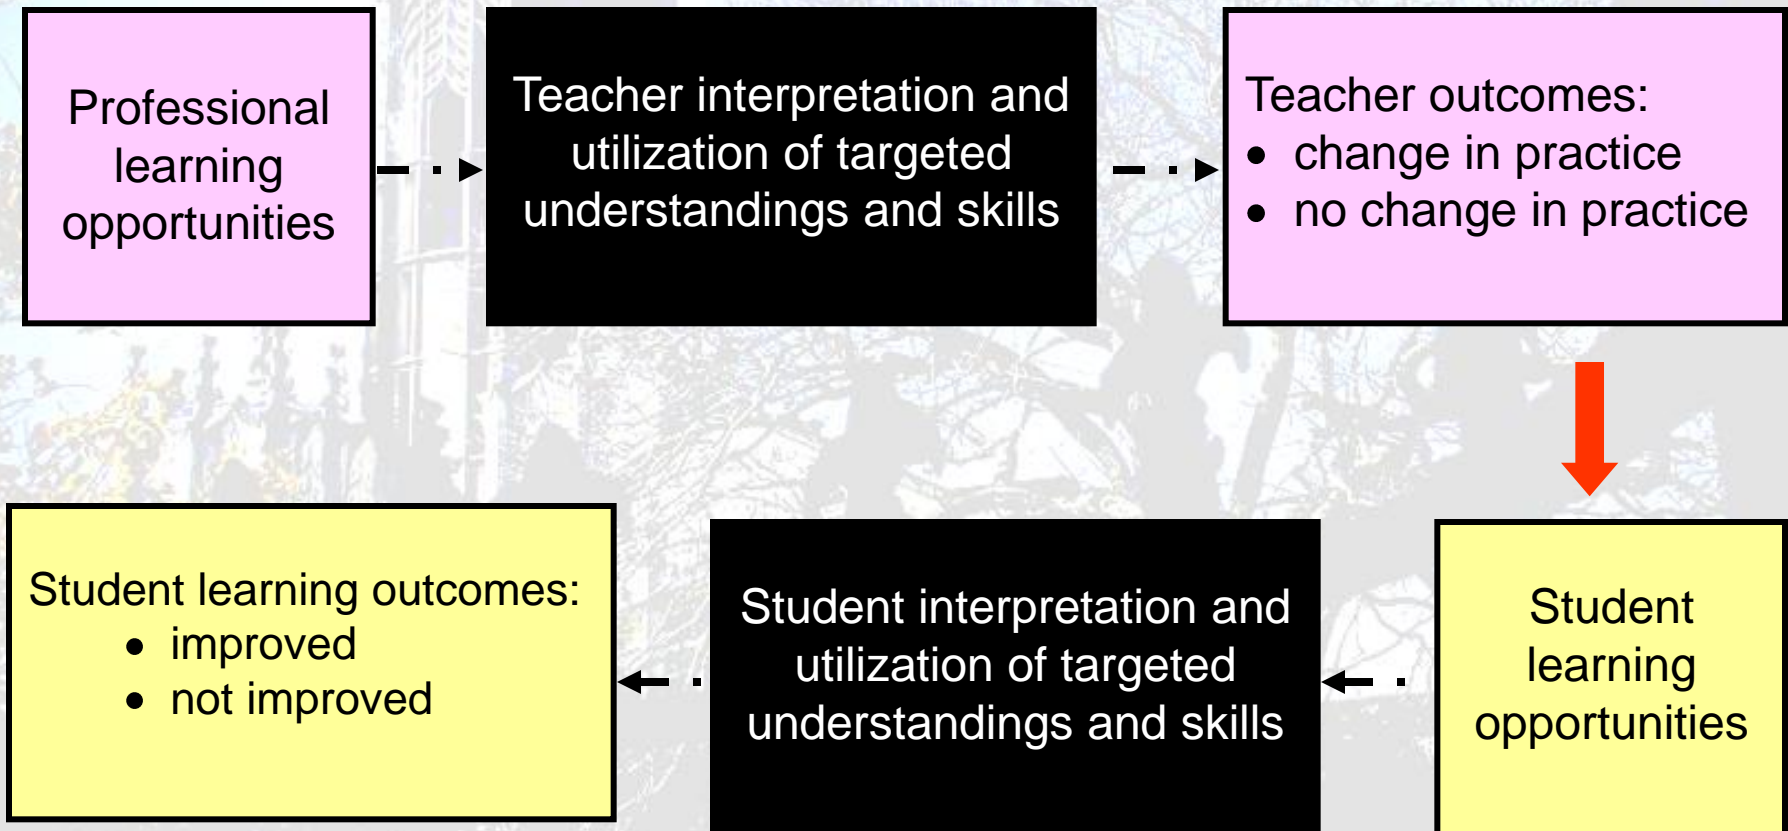 Professional
learning
opportunities
Teacher interpretation and
utilization of targeted
understandings and skills
Teacher outcomes:
• change in practice
• no change in practice
Student learning outcomes:
• improved
• not improved
Student interpretation and
utilization of targeted
understandings and skills
Student
learning
opportunities